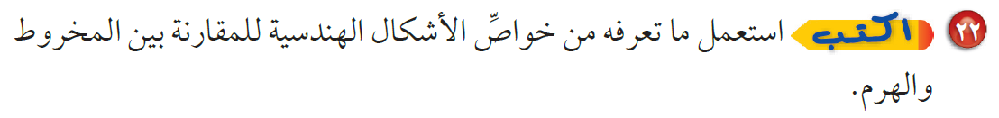 ٢٢ اكتب استعمل ما تعرفه من خواصِّ الأشكال الهندسية للمقارنة بين المخروط
والهرم.